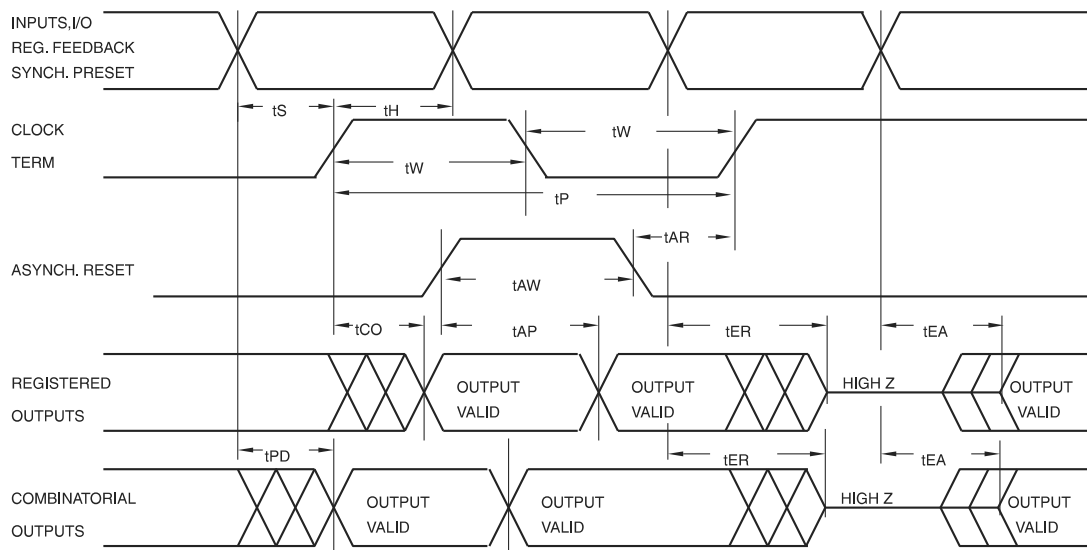 INPUTS,I/O
REG. FEEDBACK
SYNCH. PRESET
tS
tH
CLOCK
TERM
tW
tW
tP
tAR
ASYNCH. RESET
tAW
tCO
tAP
tER
tEA
REGISTERED
OUTPUTS
OUTPUT
VALID
OUTPUT
VALID
HIGH Z
OUTPUT
VALID
tPD
tER
tEA
COMBINATORIAL
OUTPUTS
OUTPUT
VALID
OUTPUT
VALID
HIGH Z
OUTPUT
VALID